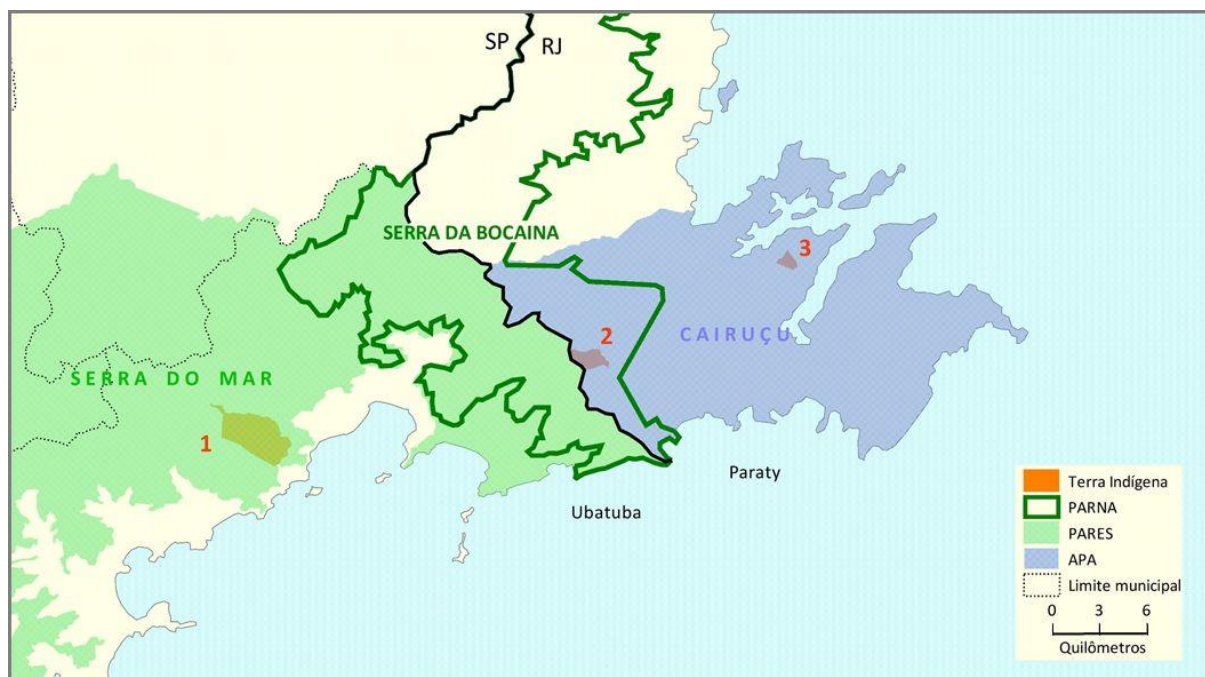 SP RJ
SERRA DA BOCAINA
3
2
CAIRUÇU
SERRA DO MAR
1
Paraty
Ubatuba
Terra Indígena
PARNA
PARES
APA
Limite municipal
0 3 6
Quilômetros